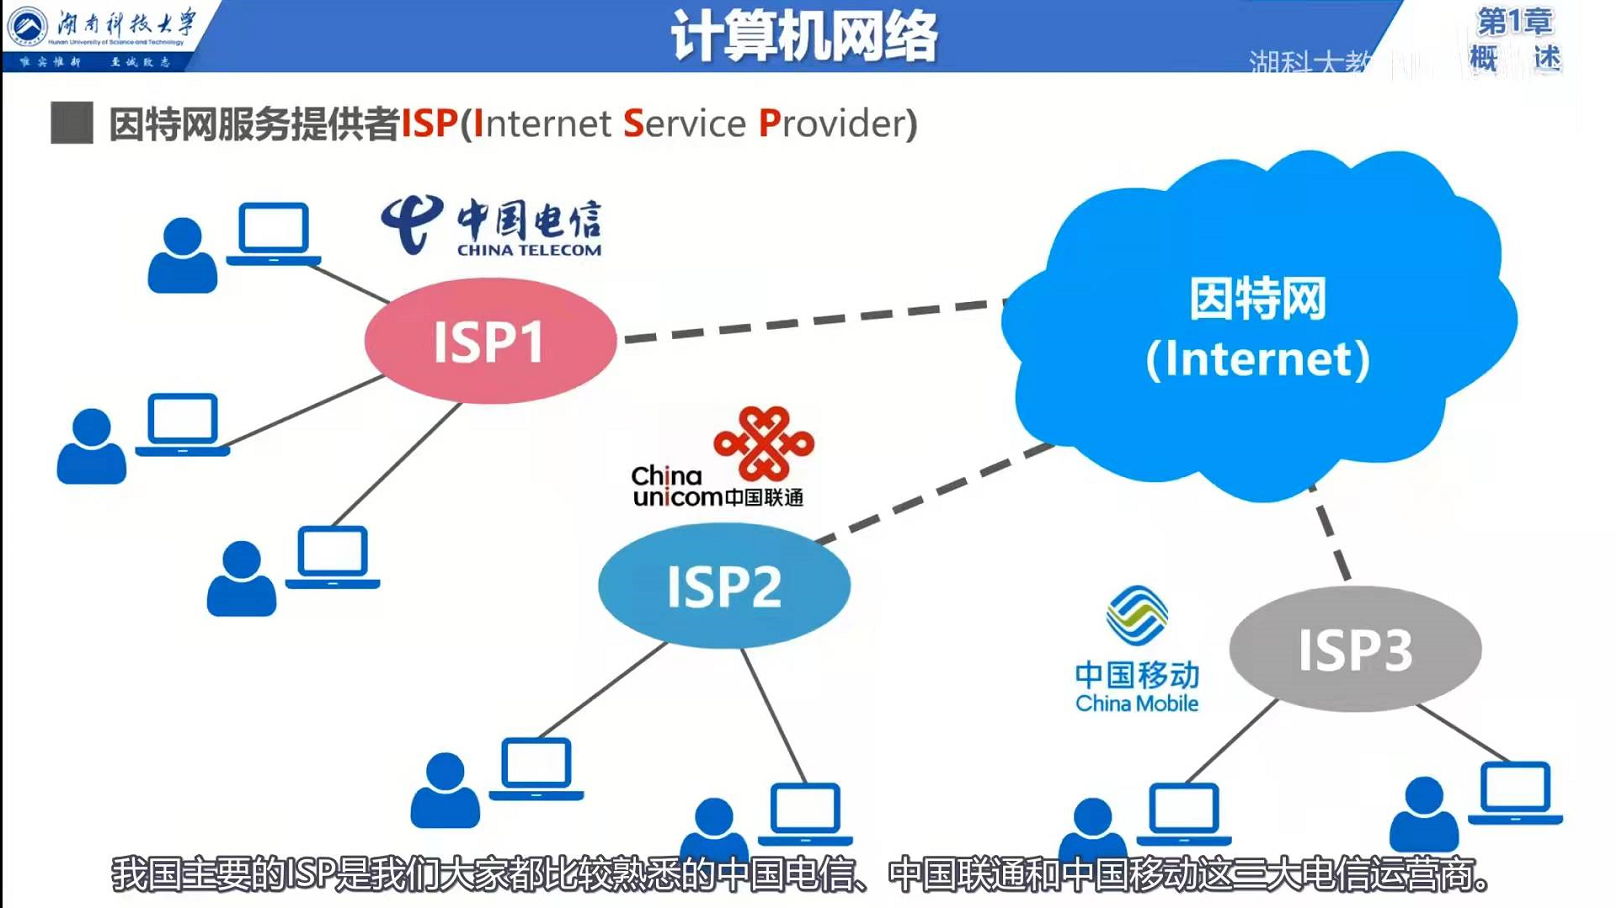 湖南科技大学
Hunan University of Science and Technology
唯实惟新 至诚致志
计算机网络
第1章
概 述
湖科大教
因特网服务提供者ISP(Internet Service Provider)
中国电信
CHINA TELECOM
ISP1
因特网
(Internet)
China
unicom中国联通
ISP2
中国移动
China Mobile
ISP3
我国主要的ISP是我们大家都比较熟悉的中国电信、中国联通和中国移动这三大电信运营商。